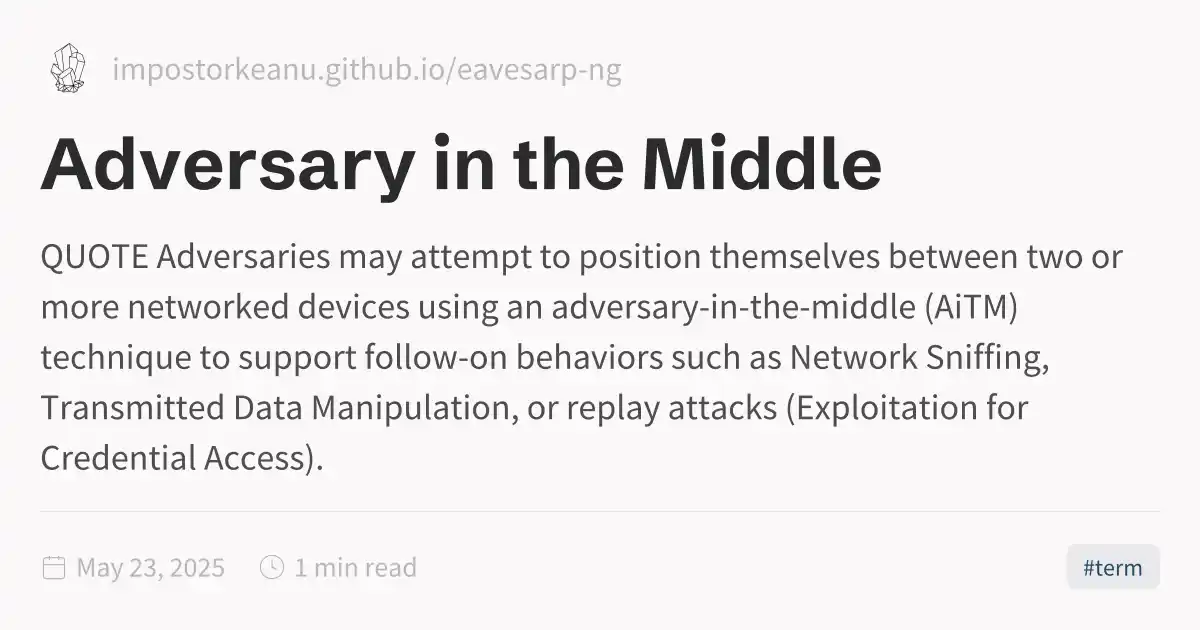 impostorkeanu.github.io/eavesarp-ng
Adversary in the Middle
QUOTE Adversaries may attempt to position themselves between two or
more networked devices using an adversary-in-the-middle (AiTM)
technique to support follow-on behaviors such as Network Sniffing,
Transmitted Data Manipulation, or replay attacks (Exploitation for
Credential Access).
May 23, 2025 1 min read #term